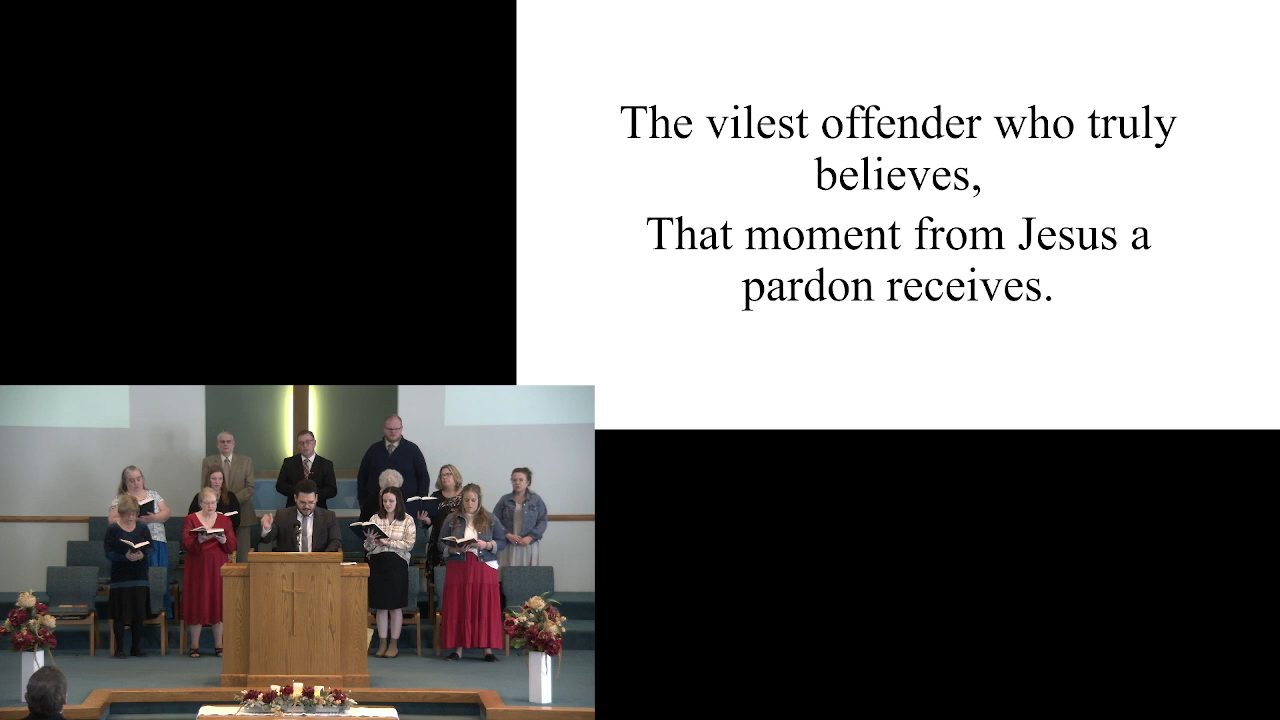 The vilest offender who truly
believes,
That moment from Jesus a
pardon receives.